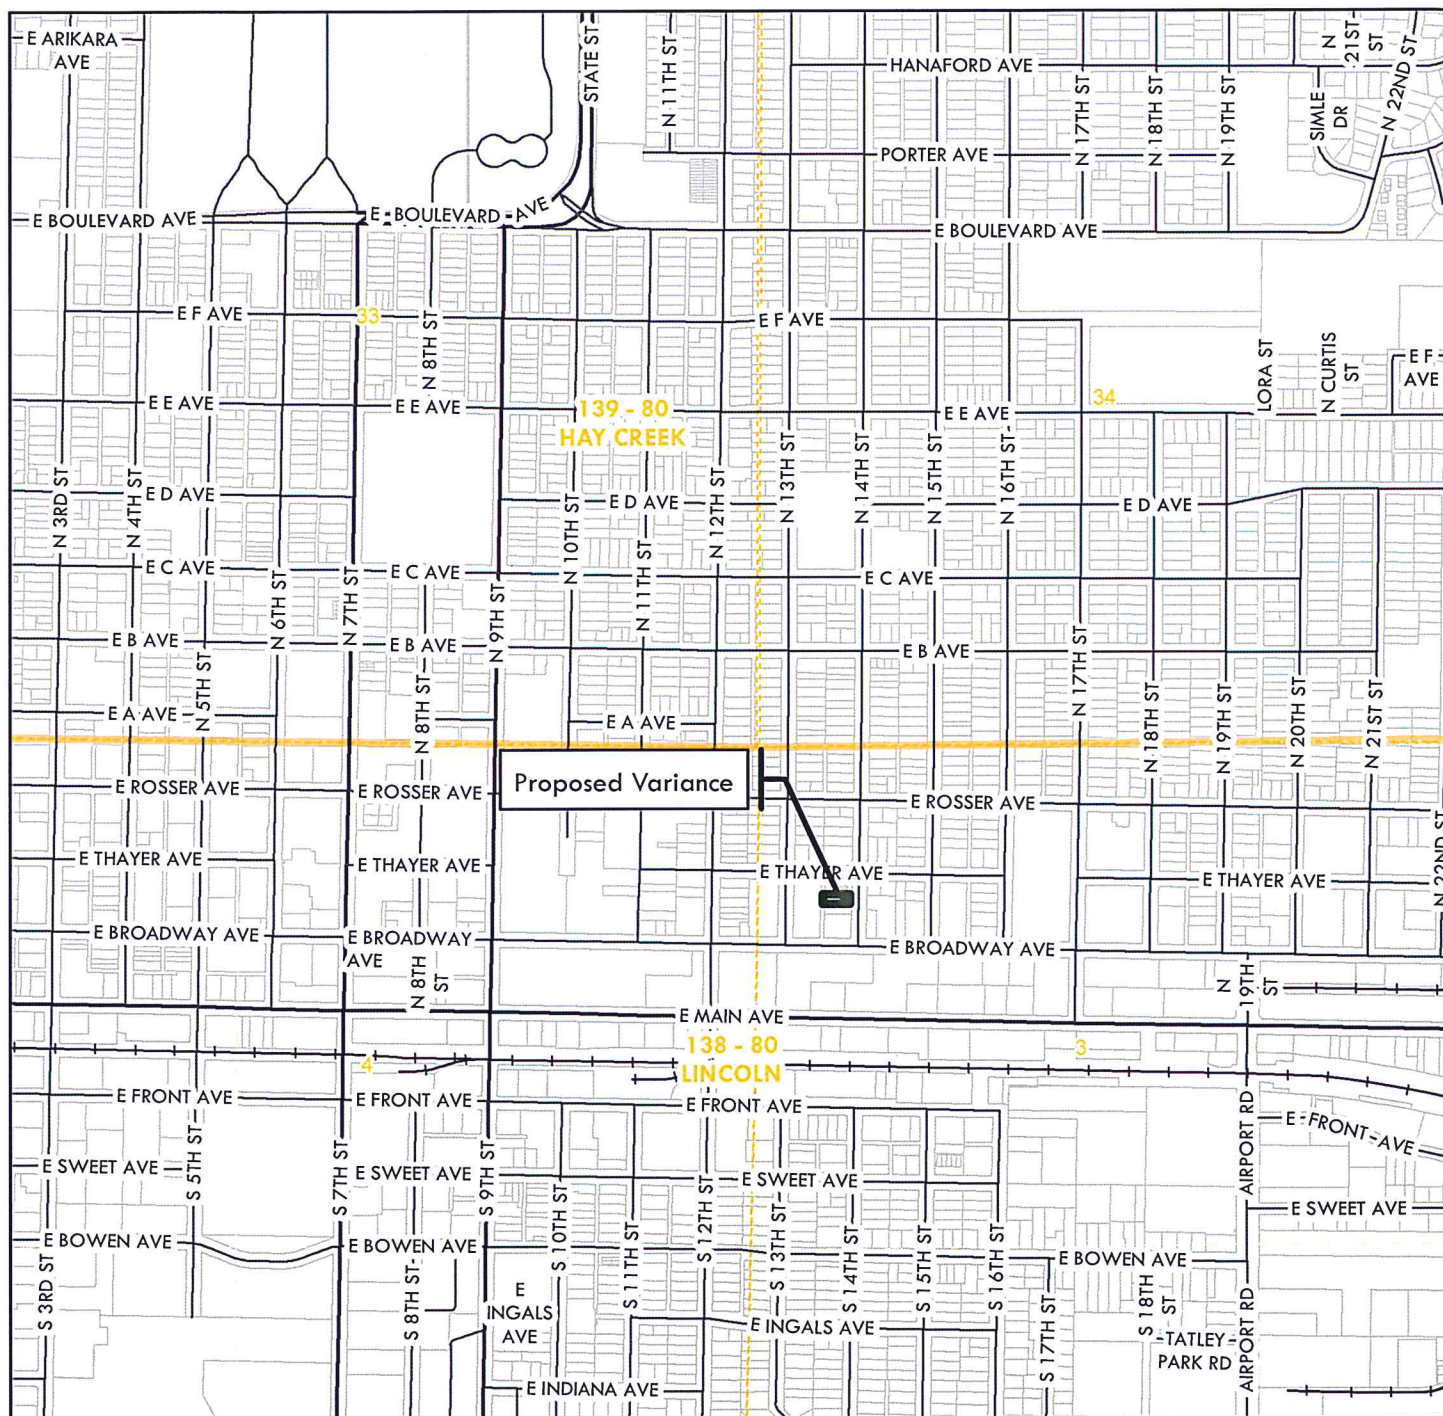 E ARIKARA
AVE
STATE ST
N 11TH ST
HANAFORD AVE
N
21ST
ST
N 22ND ST
SIMLE
DR
N 17TH ST
N 18TH ST
N 19TH ST
PORTER AVE
E BOULEVARD AVE
E BOULEVARD AVE
E BOULEVARD AVE
E F AVE
33
N 8TH ST
E F AVE
LORA ST
N CURTIS
ST
E F
AVE
E E AVE
E E AVE
139 - 80
HAY CREEK
E E AVE
34
N 3RD ST
N 4TH ST
E D AVE
N 10TH ST
E D AVE
N 12TH ST
N 13TH ST
N 14TH ST
N 15TH ST
N 16TH ST
E D AVE
E C AVE
E C AVE
E C AVE
N 6TH ST
N 7TH ST
N 9TH ST
N 11TH ST
E B AVE
E B AVE
E B AVE
N 5TH ST
N 8TH ST
N 17TH ST
N 18TH ST
N 19TH ST
N 20TH ST
N 21ST ST
E A AVE
E A AVE
Proposed Variance
E ROSSER AVE
E ROSSER AVE
E ROSSER AVE
N 22ND ST
E THAYER AVE
E THAYER AVE
E THAYER AVE
E THAYER AVE
E BROADWAY AVE
E BROADWAY
AVE
E BROADWAY AVE
N 8TH
ST
N
19TH
ST
E MAIN AVE
138 - 80
LINCOLN
4
3
E FRONT AVE
E FRONT AVE
E FRONT AVE
E FRONT AVE
AIRPORT RD
E SWEET AVE
S 5TH ST
S 7TH ST
E SWEET AVE
S 9TH ST
E SWEET AVE
E SWEET AVE
S 10TH ST
S 11TH ST
S 12TH ST
S 13TH ST
S 14TH ST
S 15TH ST
S 16TH ST
E BOWEN AVE
E BOWEN AVE
E BOWEN AVE
S 3RD ST
S 8TH ST
E
INGALS
AVE
E INGALS AVE
S 17TH ST
S 18TH
ST
TATLEY
PARK RD
AIRPORT RD
E INDIANA AVE